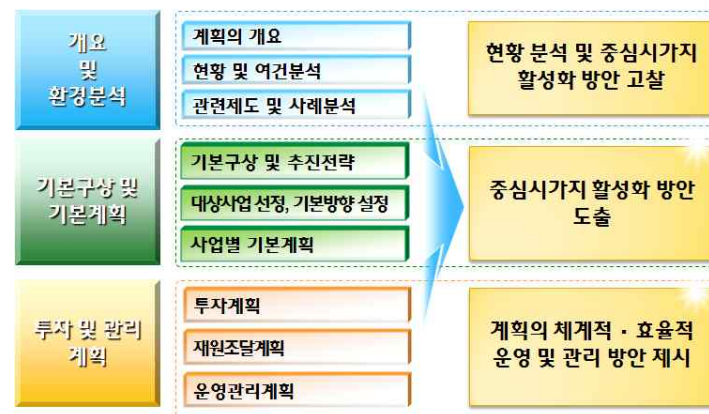 개요
및
환경분석
계획의 개요
현황 및 여건분석
관련제도 및 사례분석
현황 분석 및 중심시가지
활성화 방안 고찰
기본구상 및
기본계획
기본구상 및 추진전략
대상사업 선정, 기본방향 설정
사업별 기본계획
중심시가지 활성화 방안
도출
투자 및 관리
계획
투자계획
재원조달계획
운영관리계획
계획의 체계적 · 효율적
운영 및 관리 방안 제시